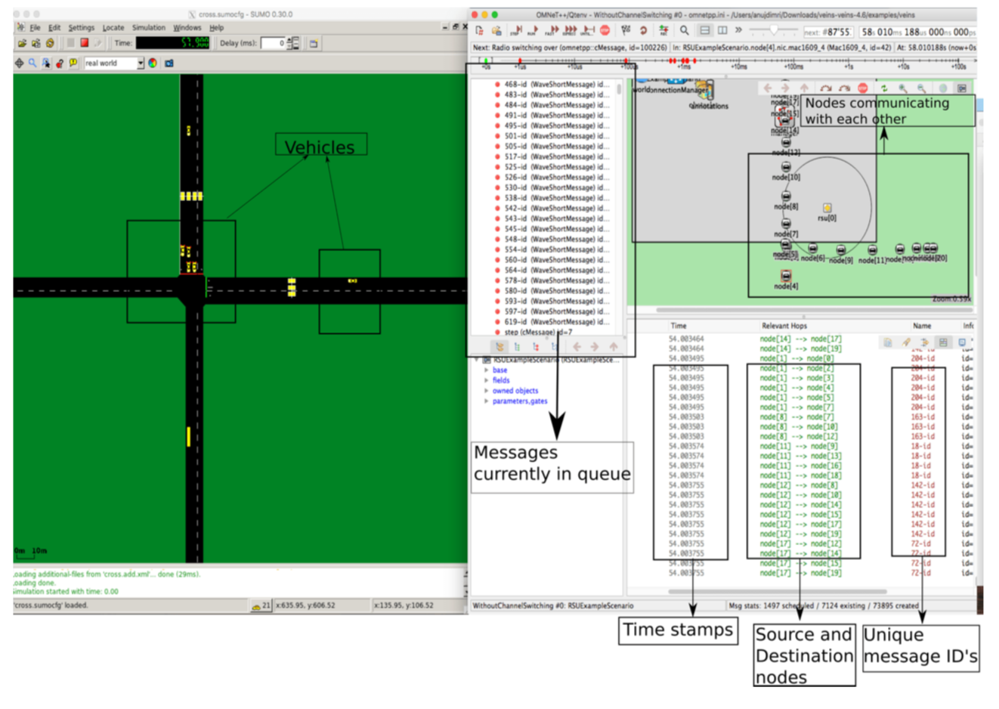 cross.sumocfg - SUMO 0.30.0
File Edit Settings Locate Simulation Windows Help
Time: 57,900 Delay (ms): 0
real world
Vehicles
0m 10m
Loading additional-files from 'cross.add.xml'... done (29ms).
Loading done.
Simulation started with time: 0.00
'cross.sumocfg' loaded.
21
x:635.95, y:606.52
x:135.95, y:106.52
OMNeT++/Qtenv - WithoutChannelSwitching #0 - omnetpp.ini - /Users/anujdimri/Downloads/veins-veins-4.6/examples/veins
STEP RUN FAST EXPRESS UNTIL... STOP
next: #87'55: 58s 010ms 188us 000ns 000ps
Next: Radio switching over (omnetpp::cMessage, id=100226) In: RSUExampleScenario.node[4].nic.mac1609_4 (Mac1609_4, id=42) At: 58.010188s (now+0s
+0s +1us +1ms +10ms +100ms +1s +10s +100s
468-id (WaveShortMessage) id...
483-id (WaveShortMessage) id...
484-id (WaveShortMessage) id...
491-id (WaveShortMessage) id...
495-id (WaveShortMessage) id...
501-id (WaveShortMessage) id...
505-id (WaveShortMessage) id...
517-id (WaveShortMessage) id...
525-id (WaveShortMessage) id...
526-id (WaveShortMessage) id...
530-id (WaveShortMessage) id...
538-id (WaveShortMessage) id...
542-id (WaveShortMessage) id...
543-id (WaveShortMessage) id...
545-id (WaveShortMessage) id...
548-id (WaveShortMessage) id...
554-id (WaveShortMessage) id...
560-id (WaveShortMessage) id...
564-id (WaveShortMessage) id...
578-id (WaveShortMessage) id...
580-id (WaveShortMessage) id...
593-id (WaveShortMessage) id...
597-id (WaveShortMessage) id...
619-id (WaveShortMessage) id...
step (cMessage) id=7
RSUExampleScenario (RSUExampleSce...
base
fields
owned objects
parameters,gates
Messages
currently in queue
annotations
Nodes communicating
with each other
node[17]
node[14]
node[12]
node[10]
node[8]
rsu[0]
node[7]
node[5]
node[6]
node[9]
node[11]
node[4]
Zoom:0.59x
Time Relevant Hops Name Info
54.003464 node[14] --> node[17]
54.003464 node[14] --> node[19] 142-id
54.003495 node[1] --> node[0] 204-id id=
54.003495 node[1] --> node[2] 204-id id=
54.003495 node[1] --> node[3] 204-id id=
54.003495 node[1] --> node[4] 204-id id=
54.003495 node[1] --> node[5] 204-id id=
54.003495 node[1] --> node[7] 204-id id=
54.003503 node[8] --> node[7] 163-id id=
54.003503 node[8] --> node[10] 163-id id=
54.003503 node[8] --> node[12] 163-id id=
54.003574 node[11] --> node[9] 18-id id=
54.003574 node[11] --> node[13] 18-id id=
54.003574 node[11] --> node[16] 18-id id=
54.003574 node[11] --> node[18] 18-id id=
54.003755 node[12] --> node[8] 142-id id=
54.003755 node[12] --> node[10] 142-id id=
54.003755 node[12] --> node[14] 142-id id=
54.003755 node[12] --> node[15] 142-id id=
54.003755 node[12] --> node[17] 142-id id=
54.003755 node[12] --> node[19] 142-id id=
54.003755 node[17] --> node[12] 72-id id=
54.003755 node[17] --> node[14] 72-id id=
54.003755 node[17] --> node[15] 72-id id=
54.003755 node[17] --> node[19] 72-id id=
WithoutChannelSwitching #0: RSUExampleScenario
Msg stats: 1497 scheduled / 7124 existing / 73895 created
Time stamps
Source and
Destination
nodes
Unique
message ID's